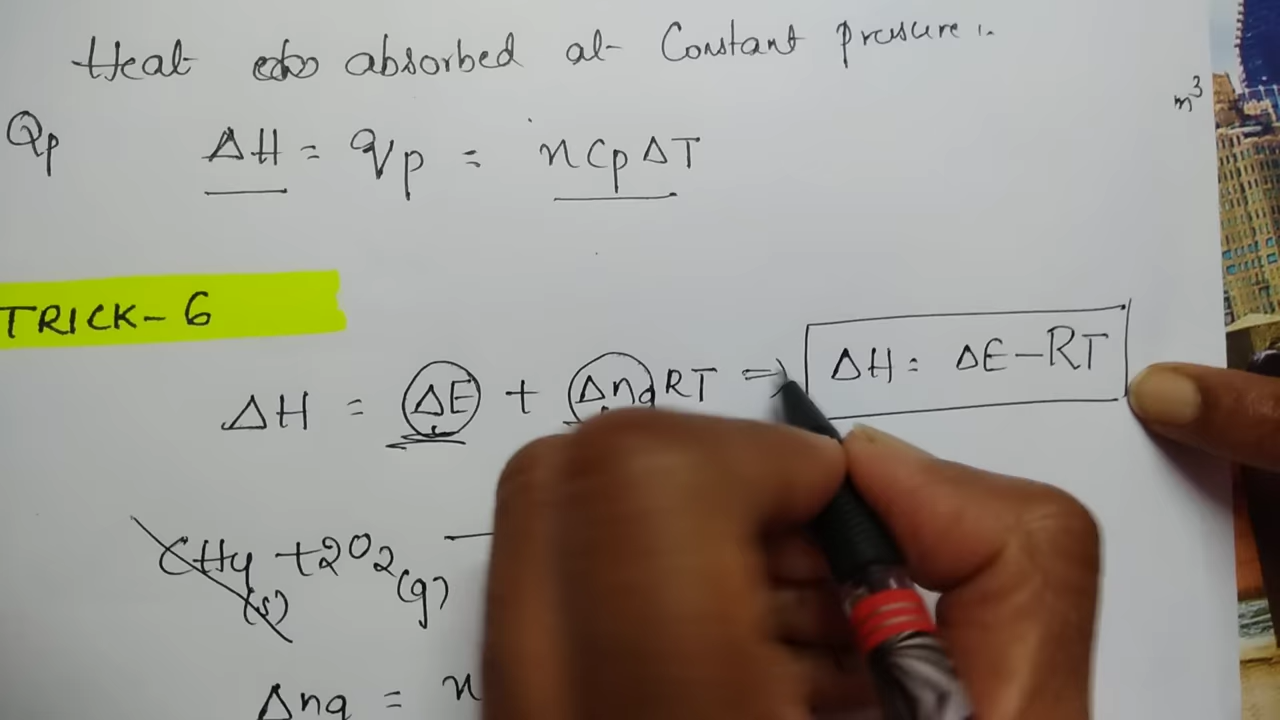 Heat absorbed at Constant pressure :-
m³
Qp ΔH = qp = nCpΔT
TRICK-6
ΔH = ΔE + ΔngRT => ΔH = ΔE-RT
CH4(s) + 2O2(g)
Δng = n